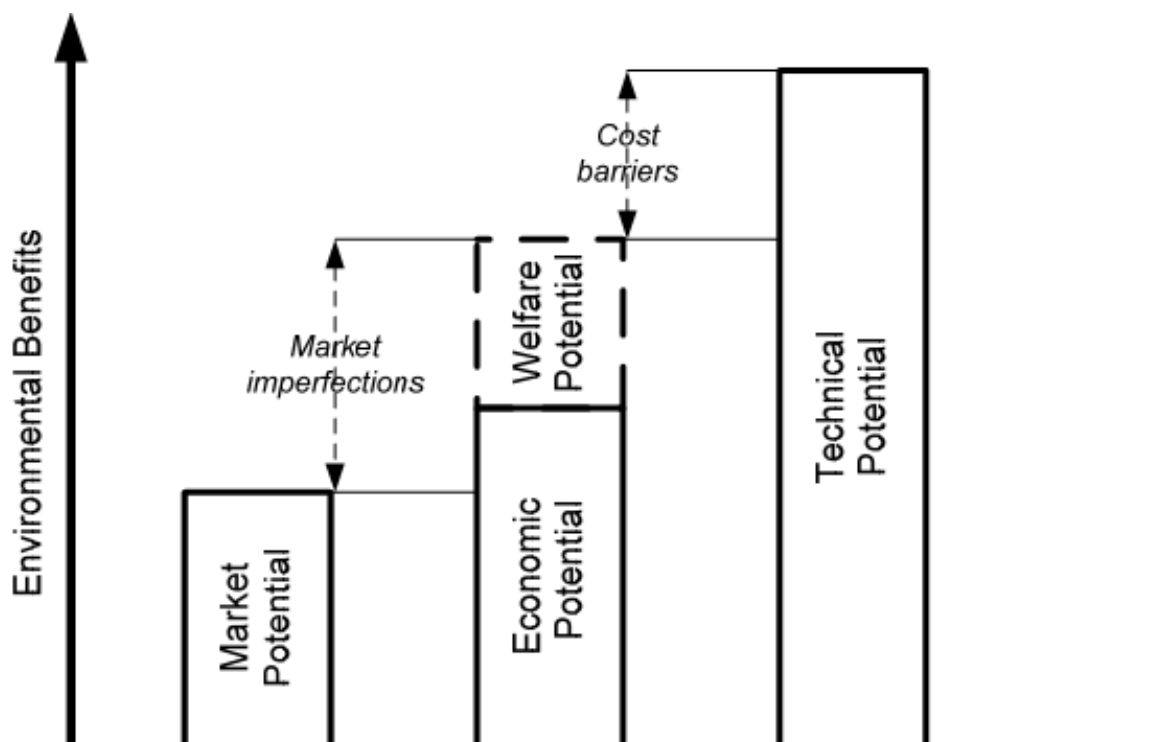 Environmental Benefits
Market
Potential
Market
imperfections
Economic
Potential
Welfare
Potential
Cost
barriers
Technical
Potential